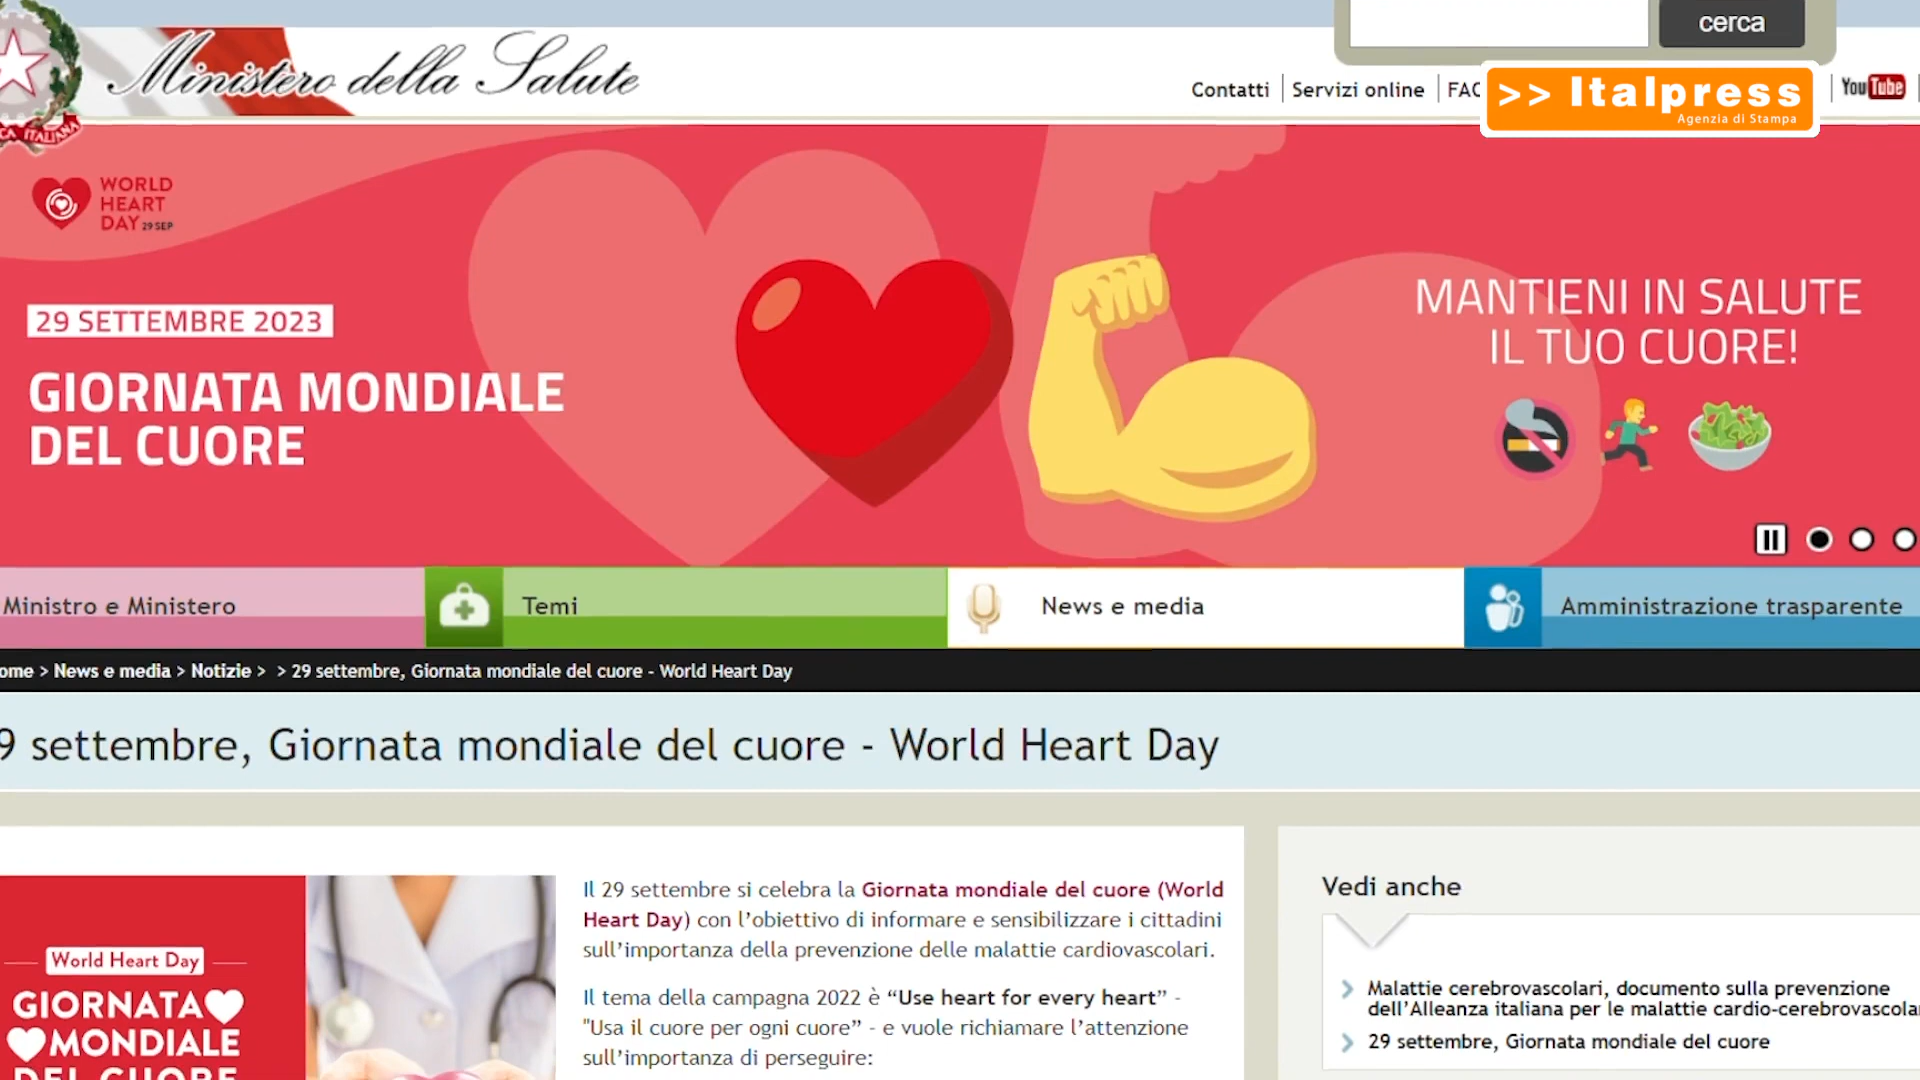 cerca
Ministero della Salute
Contatti
Servizi online
FAQ
>> Italpress
Agenzia di Stampa
YouTube
CA ITALIANA
WORLD
HEART
DAY 29 SEP
29 SETTEMBRE 2023
GIORNATA MONDIALE
DEL CUORE
MANTIENI IN SALUTE
IL TUO CUORE!
Ministro e Ministero
Temi
News e media
Amministrazione trasparente
ome > News e media > Notizie > > 29 settembre, Giornata mondiale del cuore - World Heart Day
9 settembre, Giornata mondiale del cuore - World Heart Day
World Heart Day
GIORNATA
MONDIALE
DEL CUORE
Il 29 settembre si celebra la Giornata mondiale del cuore (World
Heart Day) con l’obiettivo di informare e sensibilizzare i cittadini
sull’importanza della prevenzione delle malattie cardiovascolari.
Il tema della campagna 2022 è “Use heart for every heart” -
"Usa il cuore per ogni cuore” - e vuole richiamare l’attenzione
sull’importanza di perseguire:
Vedi anche
Malattie cerebrovascolari, documento sulla prevenzione
dell’Alleanza italiana per le malattie cardio-cerebrovascola
29 settembre, Giornata mondiale del cuore